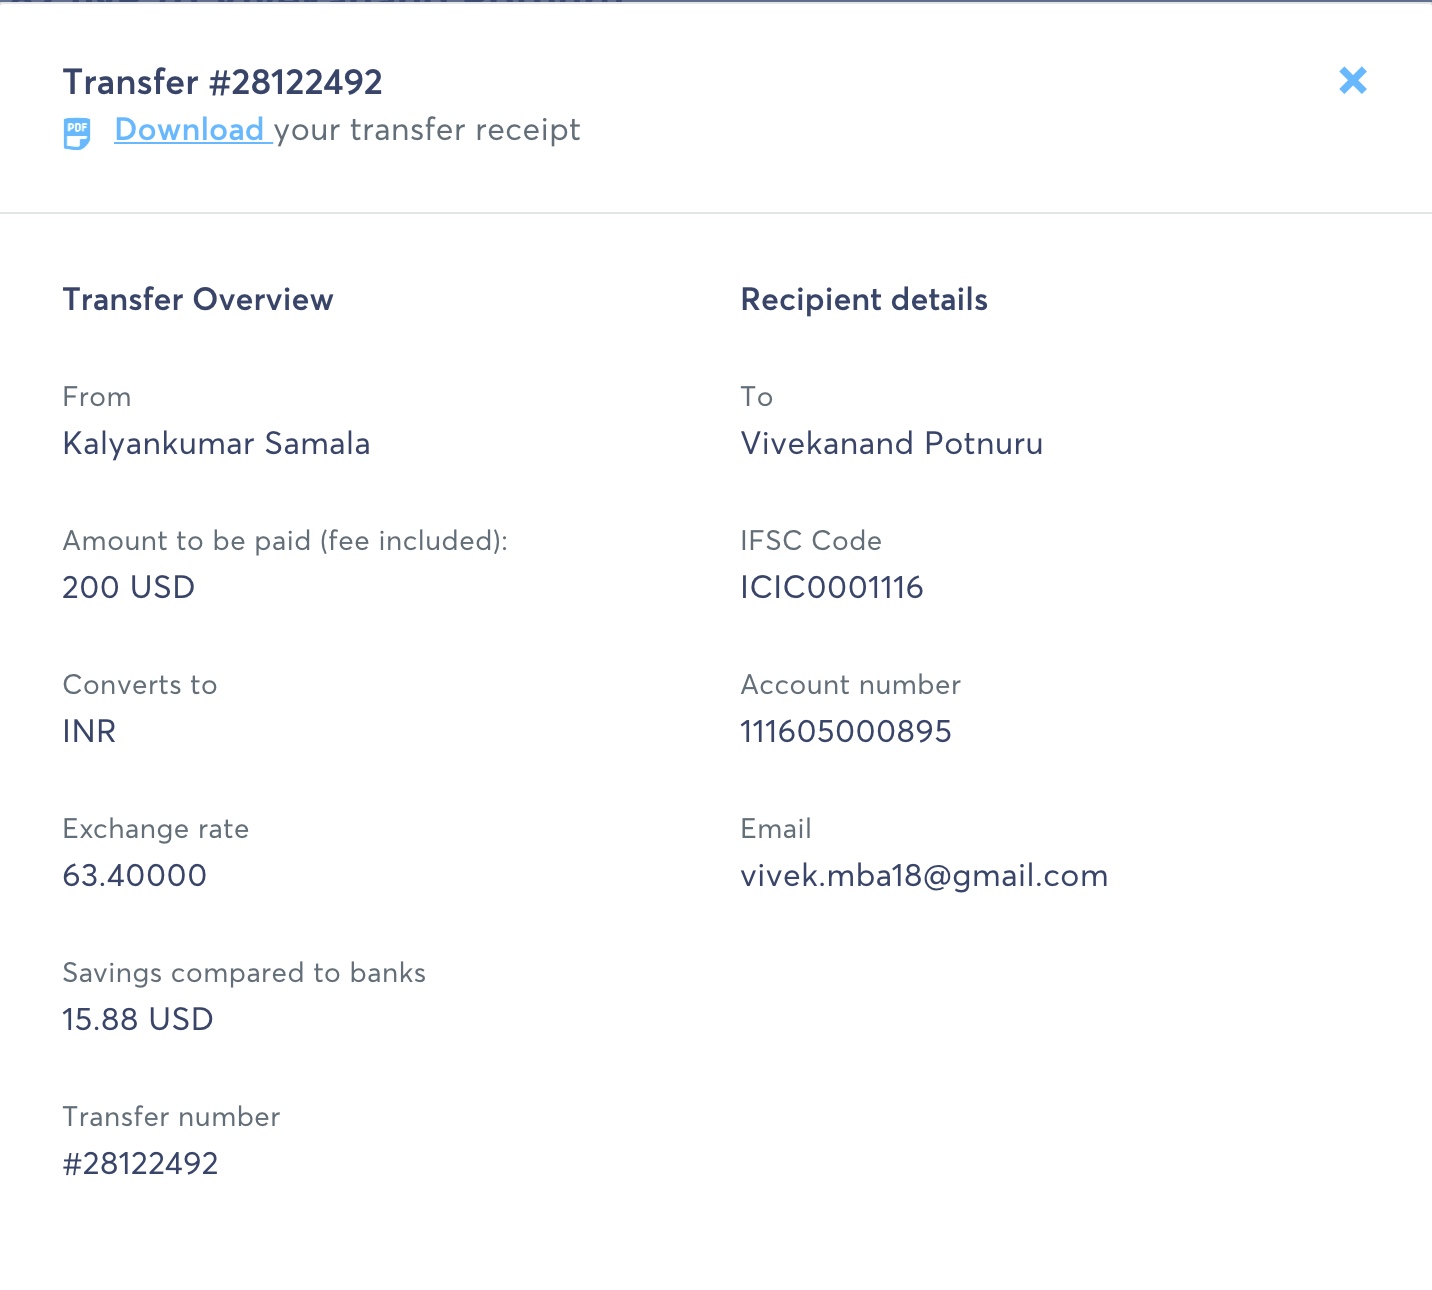 Transfer #28122492
PDF
Download your transfer receipt
Transfer Overview
From
Kalyankumar Samala
Amount to be paid (fee included):
200 USD
Converts to
INR
Exchange rate
63.40000
Savings compared to banks
15.88 USD
Transfer number
#28122492
Recipient details
To
Vivekanand Potnuru
IFSC Code
ICIC0001116
Account number
111605000895
Email
vivek.mba18@gmail.com